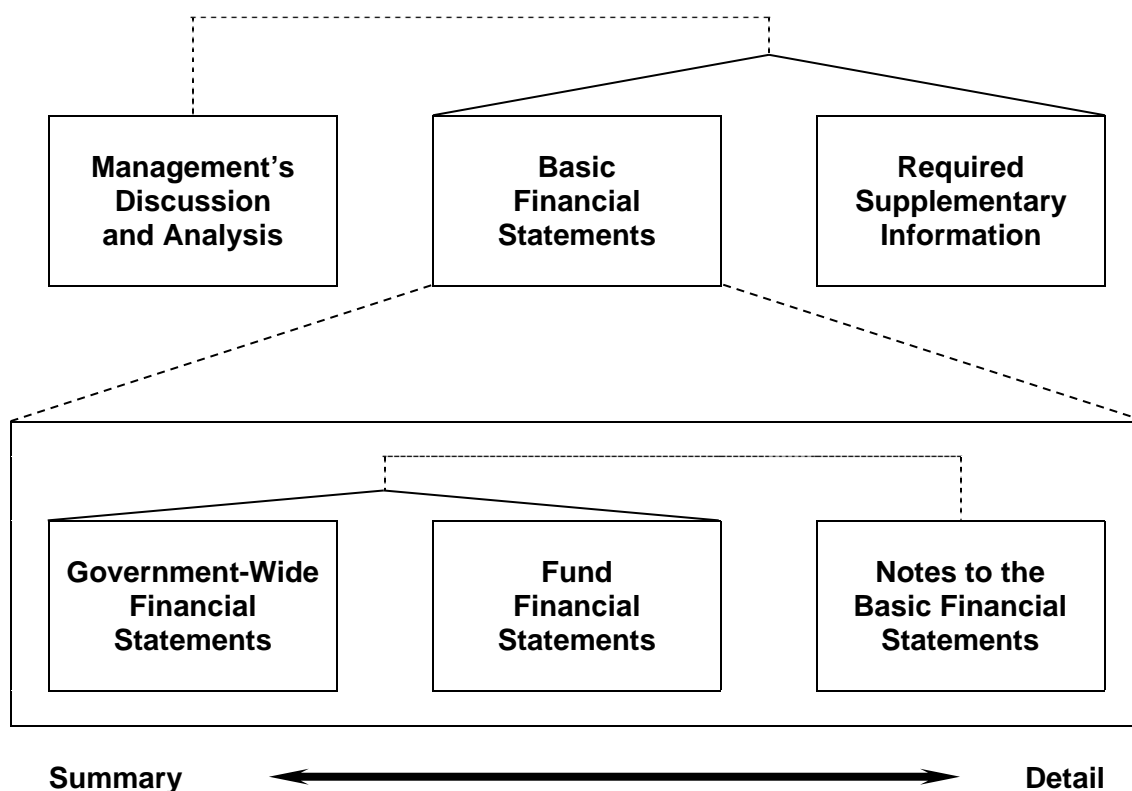 Management’s
Discussion
and Analysis
Basic
Financial
Statements
Required
Supplementary
Information
Government-Wide
Financial
Statements
Fund
Financial
Statements
Notes to the
Basic Financial
Statements
Summary
Detail